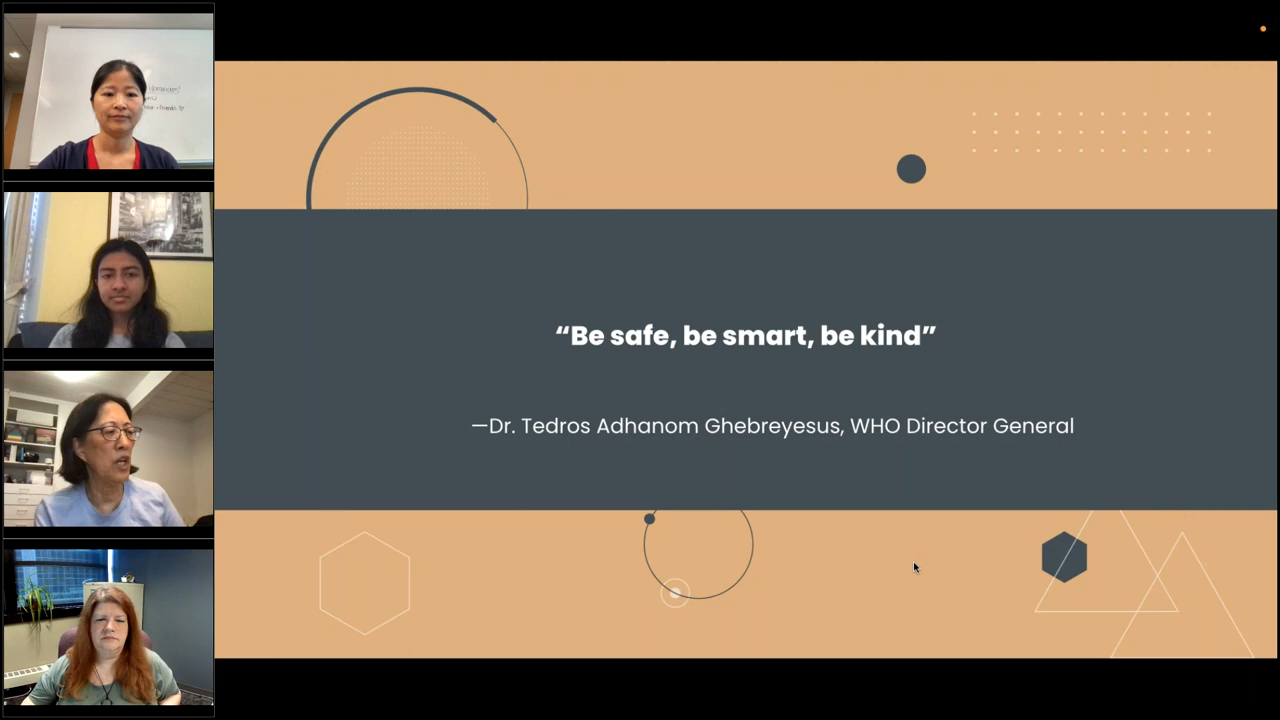 “Be safe, be smart, be kind”
—Dr. Tedros Adhanom Ghebreyesus, WHO Director General